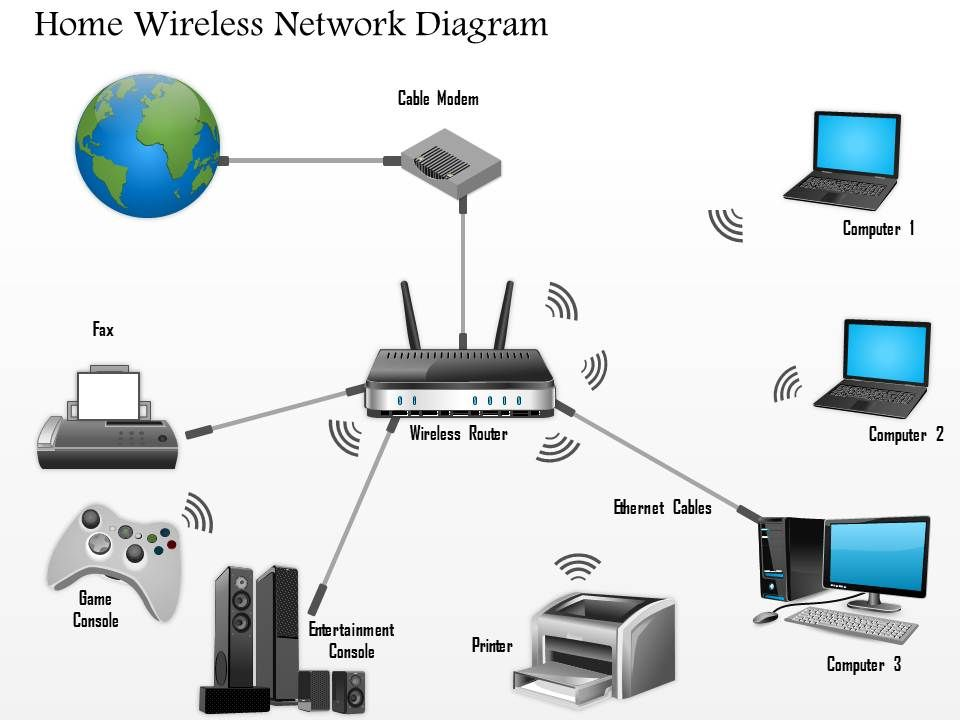 Home Wireless Network Diagram
Cable Modem
Computer 1
Fax
Computer 2
Wireless Router
Ethernet Cables
Game
Console
Entertainment
Console
Printer
Computer 3